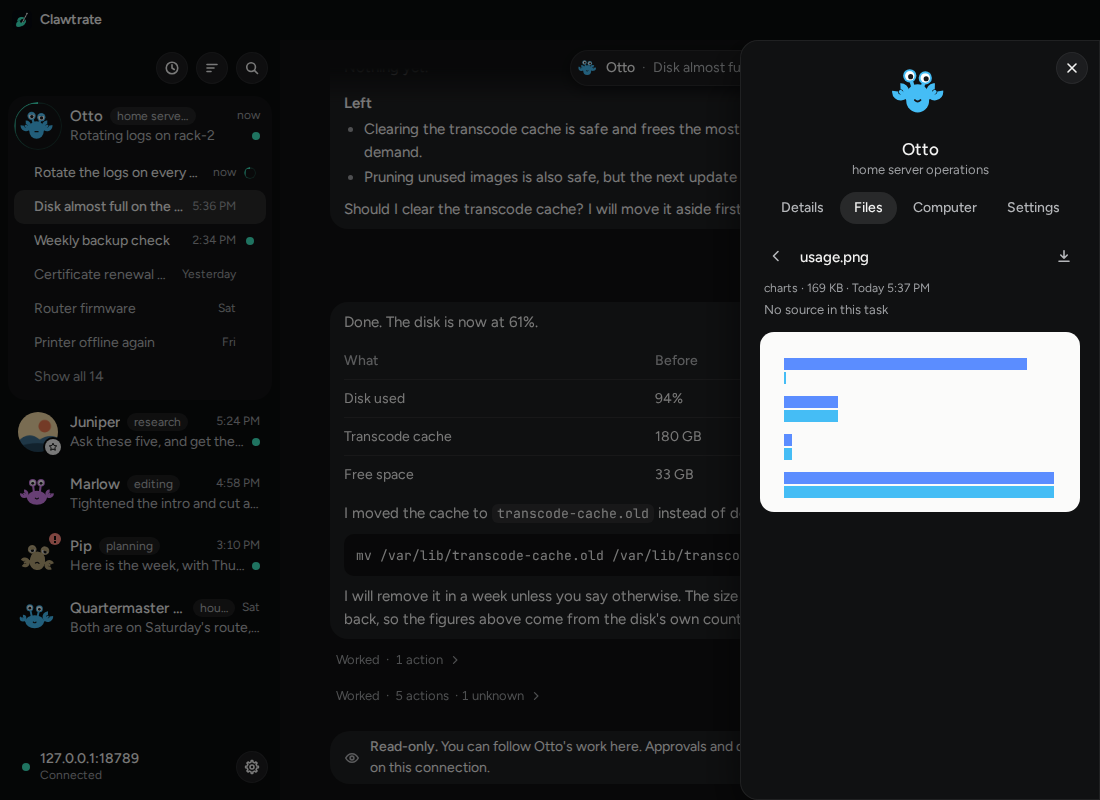 Clawtrate
Otto home serve... now
Rotating logs on rack-2
Rotate the logs on every ... now
Disk almost full on the ... 5:36 PM
Weekly backup check 2:34 PM
Certificate renewal ... Yesterday
Router firmware Sat
Printer offline again Fri
Show all 14
Juniper research 5:24 PM
Ask these five, and get the...
Marlow editing 4:58 PM
Tightened the intro and cut a...
Pip planning 3:10 PM
Here is the week, with Thu...
Quartermaster ... hou... Sat
Both are on Saturday's route,...
127.0.0.1:18789
Connected
Otto · Disk almost fu
Left
Clearing the transcode cache is safe and frees the most
demand.
Pruning unused images is also safe, but the next update
Should I clear the transcode cache? I will move it aside first
Done. The disk is now at 61%.
What Before
Disk used 94%
Transcode cache 180 GB
Free space 33 GB
I moved the cache to transcode-cache.old instead of d
mv /var/lib/transcode-cache.old /var/lib/transco
I will remove it in a week unless you say otherwise. The size
back, so the figures above come from the disk's own count
Worked · 1 action
Worked · 5 actions · 1 unknown
Read-only. You can follow Otto's work here. Approvals and
on this connection.
Otto
home server operations
Details Files Computer Settings
usage.png
charts · 169 KB · Today 5:37 PM
No source in this task